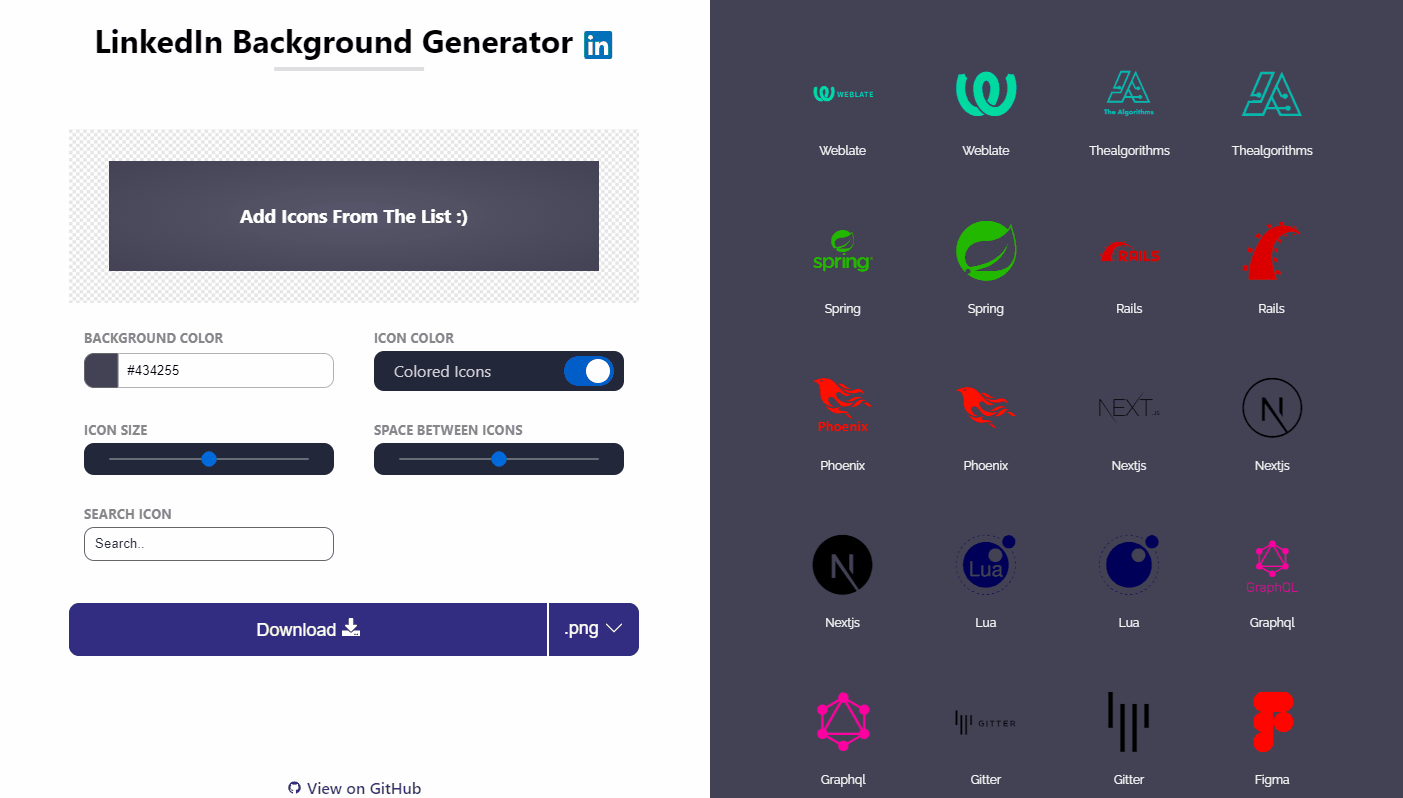 LinkedIn Background Generator in
Add Icons From The List :)
BACKGROUND COLOR
ICON COLOR
#434255
Colored Icons
ICON SIZE
SPACE BETWEEN ICONS
SEARCH ICON
Search..
Download
.png
View on GitHub
WEBLATE
The Algorithms
Weblate
Weblate
Thealgorithms
Thealgorithms
spring
RAILS
Spring
Spring
Rails
Rails
Phoenix
NEXT.JS
N
Phoenix
Phoenix
Nextjs
Nextjs
N
Lua
GraphQL
Nextjs
Lua
Lua
Graphql
GITTER
Graphql
Gitter
Gitter
Figma